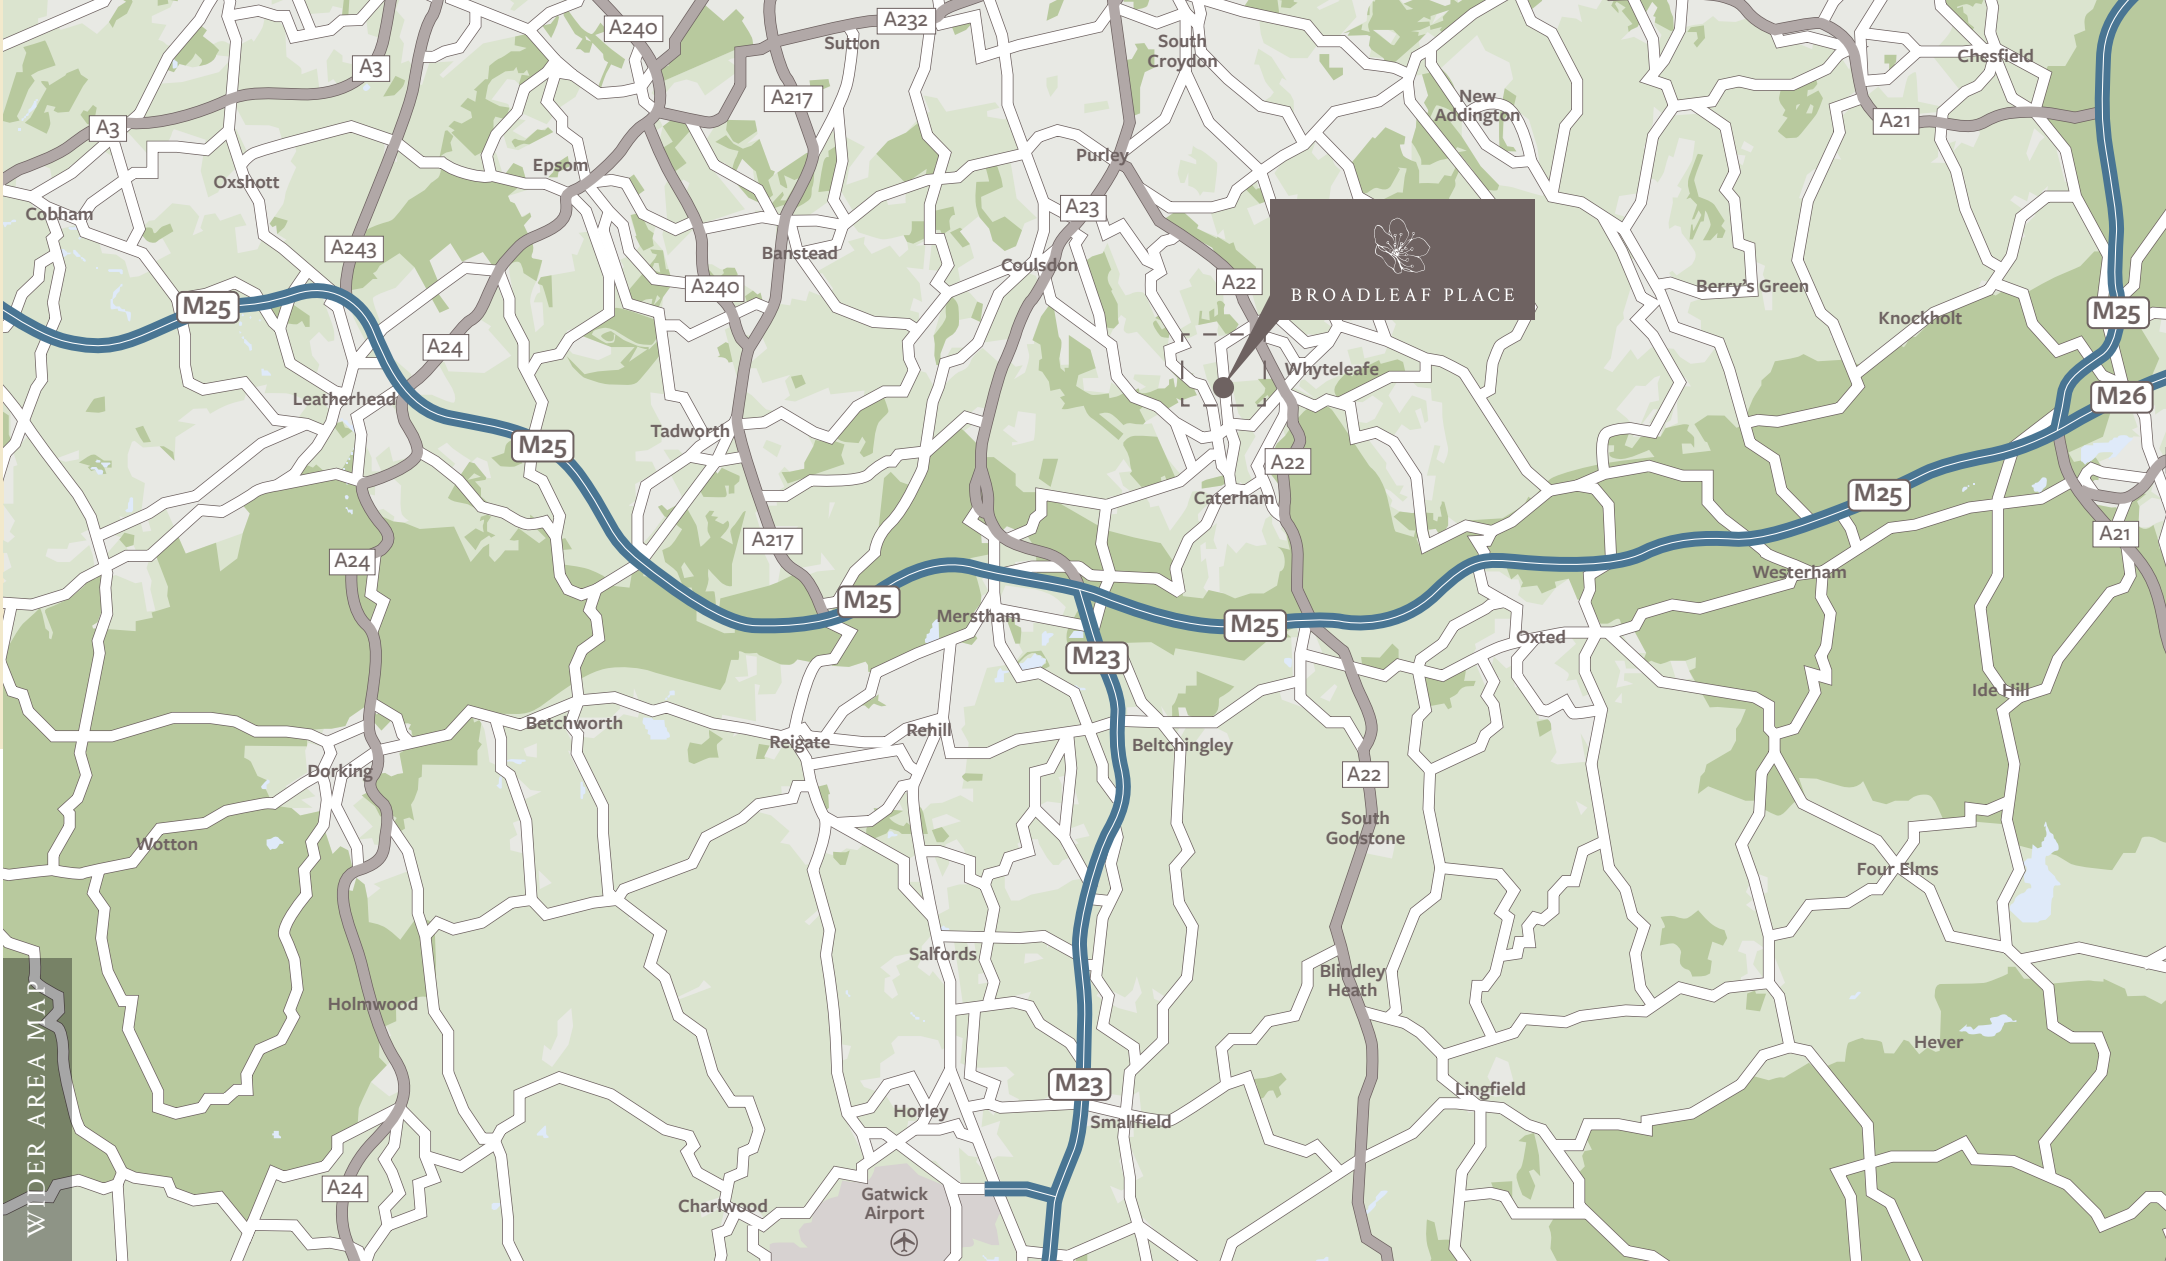 A240
A232
Sutton
South
Croydon
Chesfield
A3
A217
New
Addington
A3
A21
Purley
Epsom
Oxshott
Cobham
A23
A243
Banstead
Coulsdon
A22
BROADLEAF PLACE
A240
Berry's Green
M25
M25
Knockholt
A24
Whyteleafe
Leatherhead
M26
Tadworth
M25
A22
Caterham
M25
A217
A21
A24
Westerham
M25
Merstham
M25
Oxted
M23
Ide Hill
Betchworth
Rehill
Reigate
Beltchingley
Dorking
A22
South
Godstone
Wotton
Four Elms
Salfords
Blindley
Heath
Holmwood
Hever
M23
Lingfield
Horley
Smallfield
A24
Charlwood
Gatwick
Airport
WIDER AREA MAP